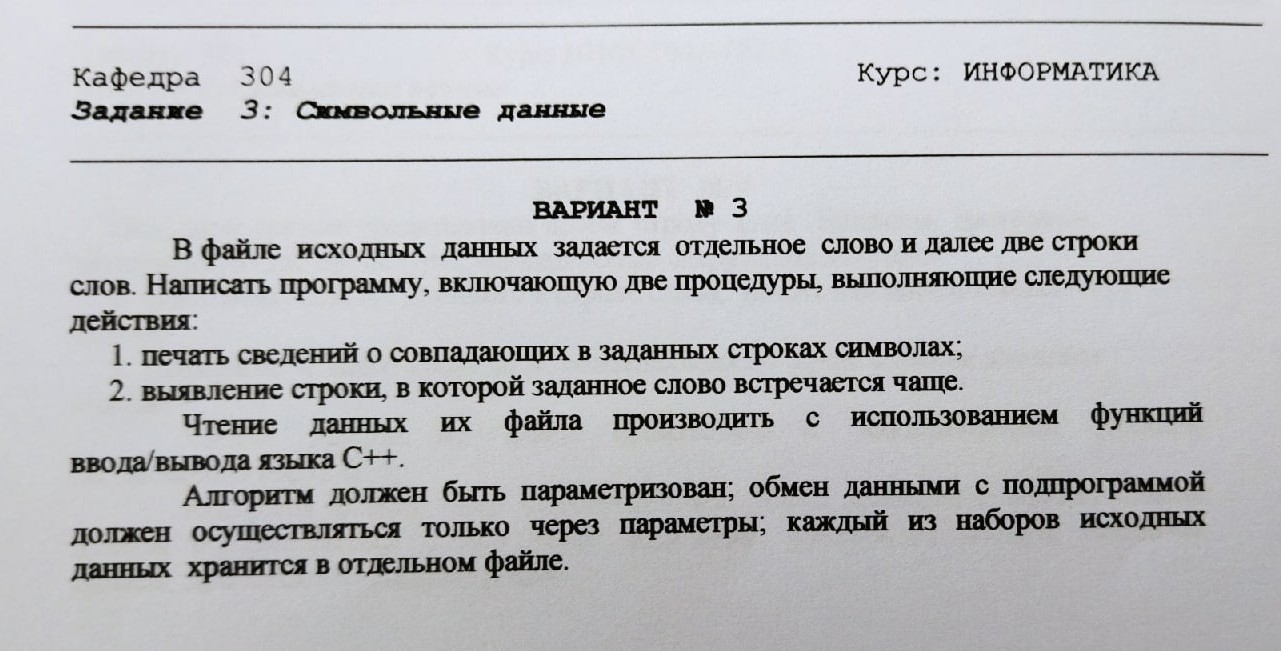 Кафедра 304 Курс: ИНФОРМАТИКА
Задание 3: Символьные данные
ВАРИАНТ № 3
В файле исходных данных задается отдельное слово и далее две строки
слов. Написать программу, включающую две процедуры, выполняющие следующие
действия:
1. печать сведений о совпадающих в заданных строках символах;
2. выявление строки, в которой заданное слово встречается чаще.
Чтение данных их файла производить с использованием функций
ввода/вывода языка С++.
Алгоритм должен быть параметризован; обмен данными с подпрограммой
должен осуществляться только через параметры; каждый из наборов исходных
данных хранится в отдельном файле.